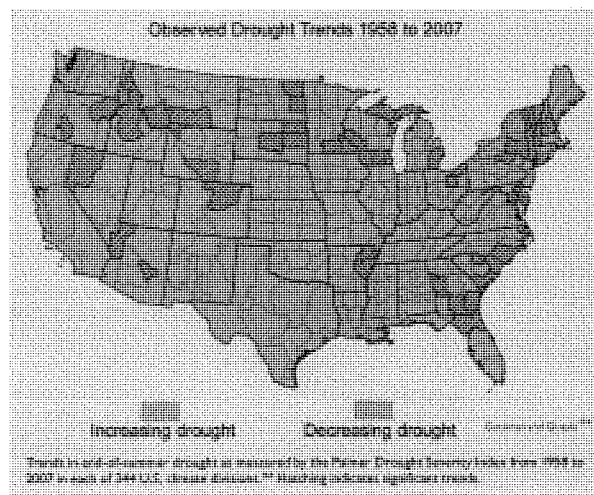 Observed Drought Trends 1958 to 2007
Increasing drought
Decreasing drought
Trends in end-of-summer drought as measured by the Palmer Drought Severity Index from 1958 to
2007 in each of 344 U.S. climate divisions. Hatching indicates significant trends.